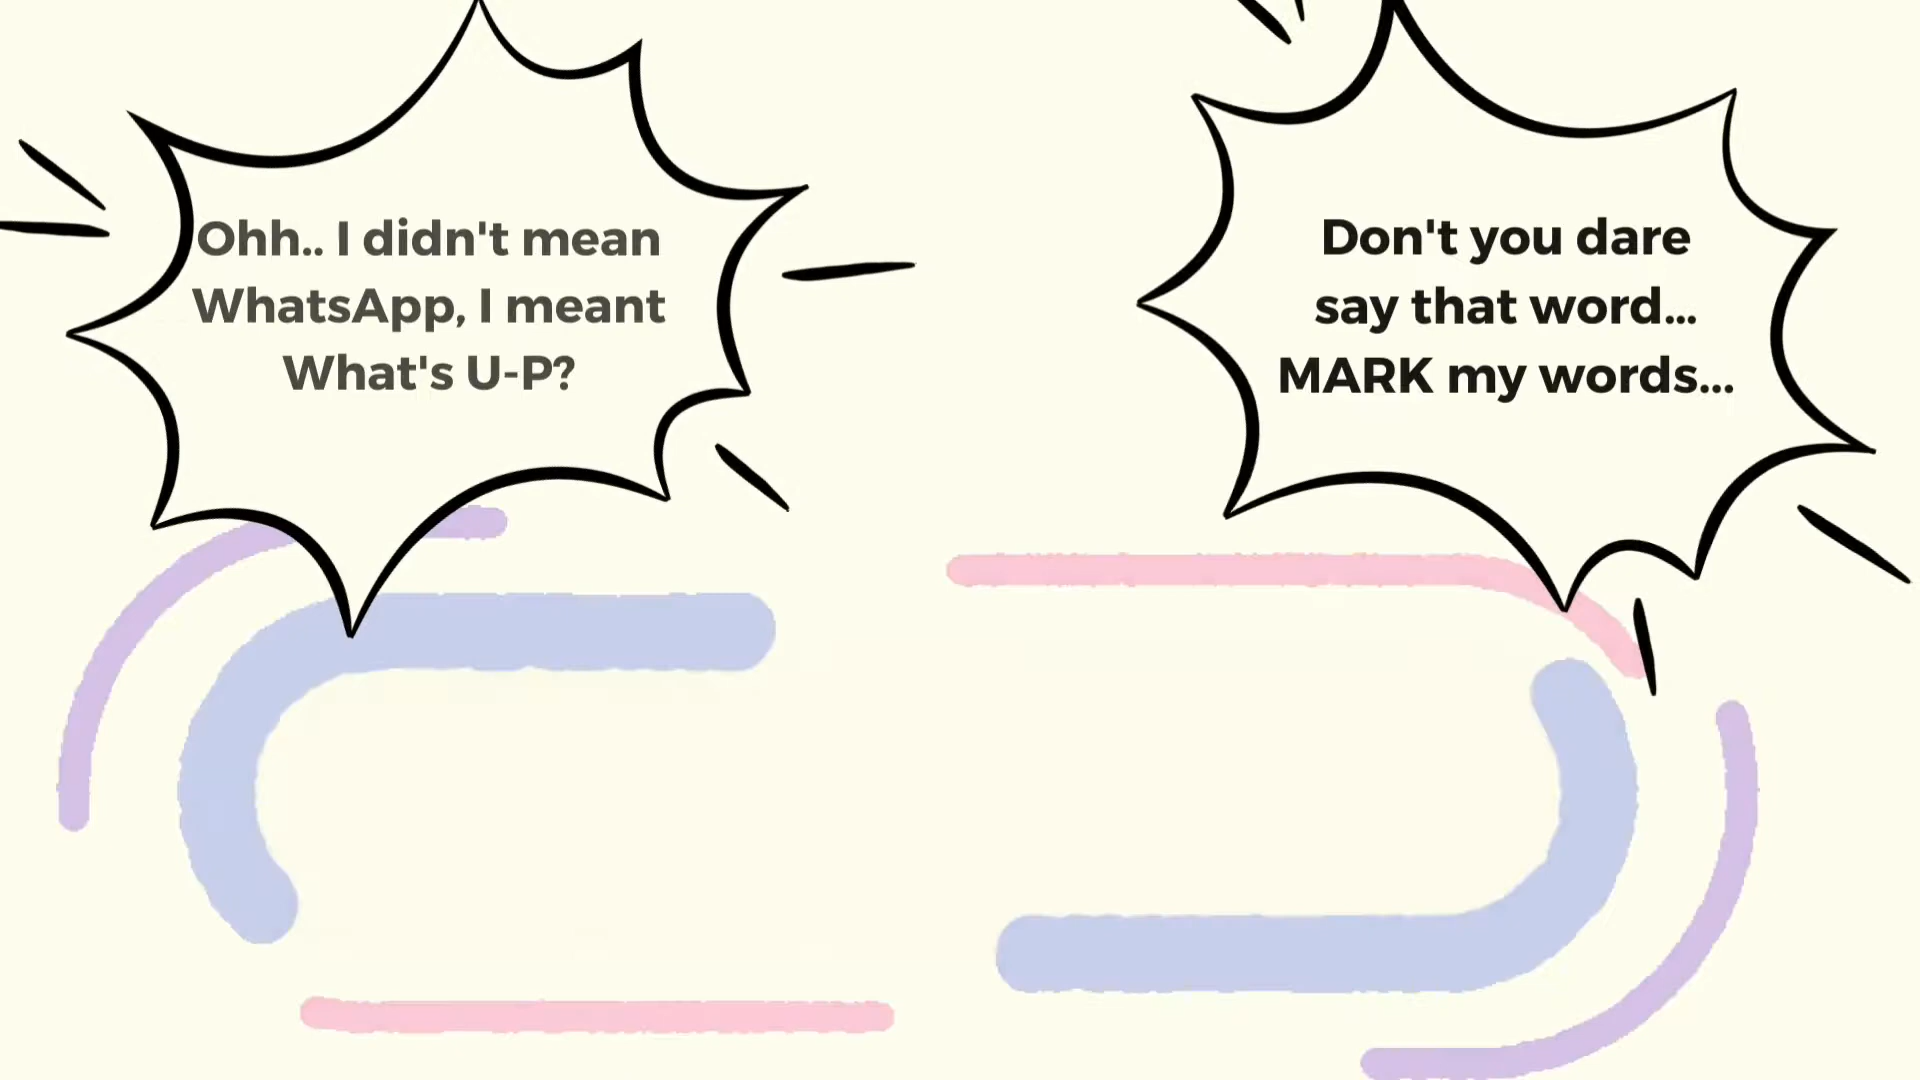 Ohh.. I didn't mean
WhatsApp, I meant
What's U-P?
Don't you dare
say that word...
MARK my words...